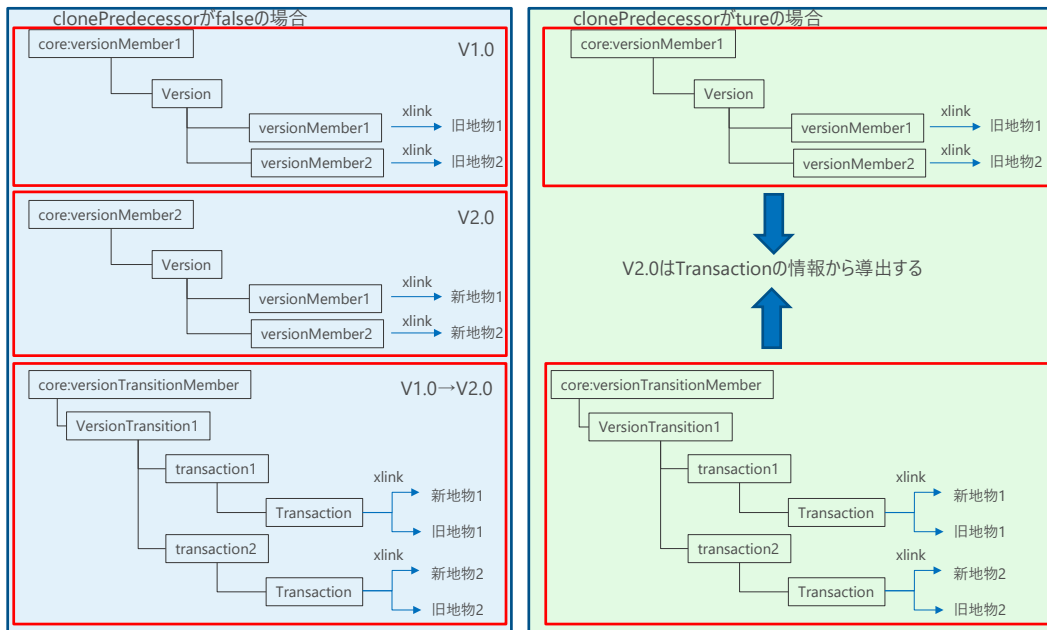 clonePredecessorがfalseの場合
core:versionMember1
V1.0
Version
versionMember1
xlink
旧地物1
versionMember2
xlink
旧地物2
core:versionMember2
V2.0
Version
versionMember1
xlink
新地物1
versionMember2
xlink
新地物2
core:versionTransitionMember
V1.0→V2.0
VersionTransition1
transaction1
xlink
新地物1
Transaction
旧地物1
transaction2
xlink
新地物2
Transaction
旧地物2
clonePredecessorがtureの場合
core:versionMember1
Version
versionMember1
xlink
旧地物1
versionMember2
xlink
旧地物2
V2.0はTransactionの情報から導出する
core:versionTransitionMember
VersionTransition1
transaction1
xlink
新地物1
Transaction
旧地物1
transaction2
xlink
新地物2
Transaction
旧地物2